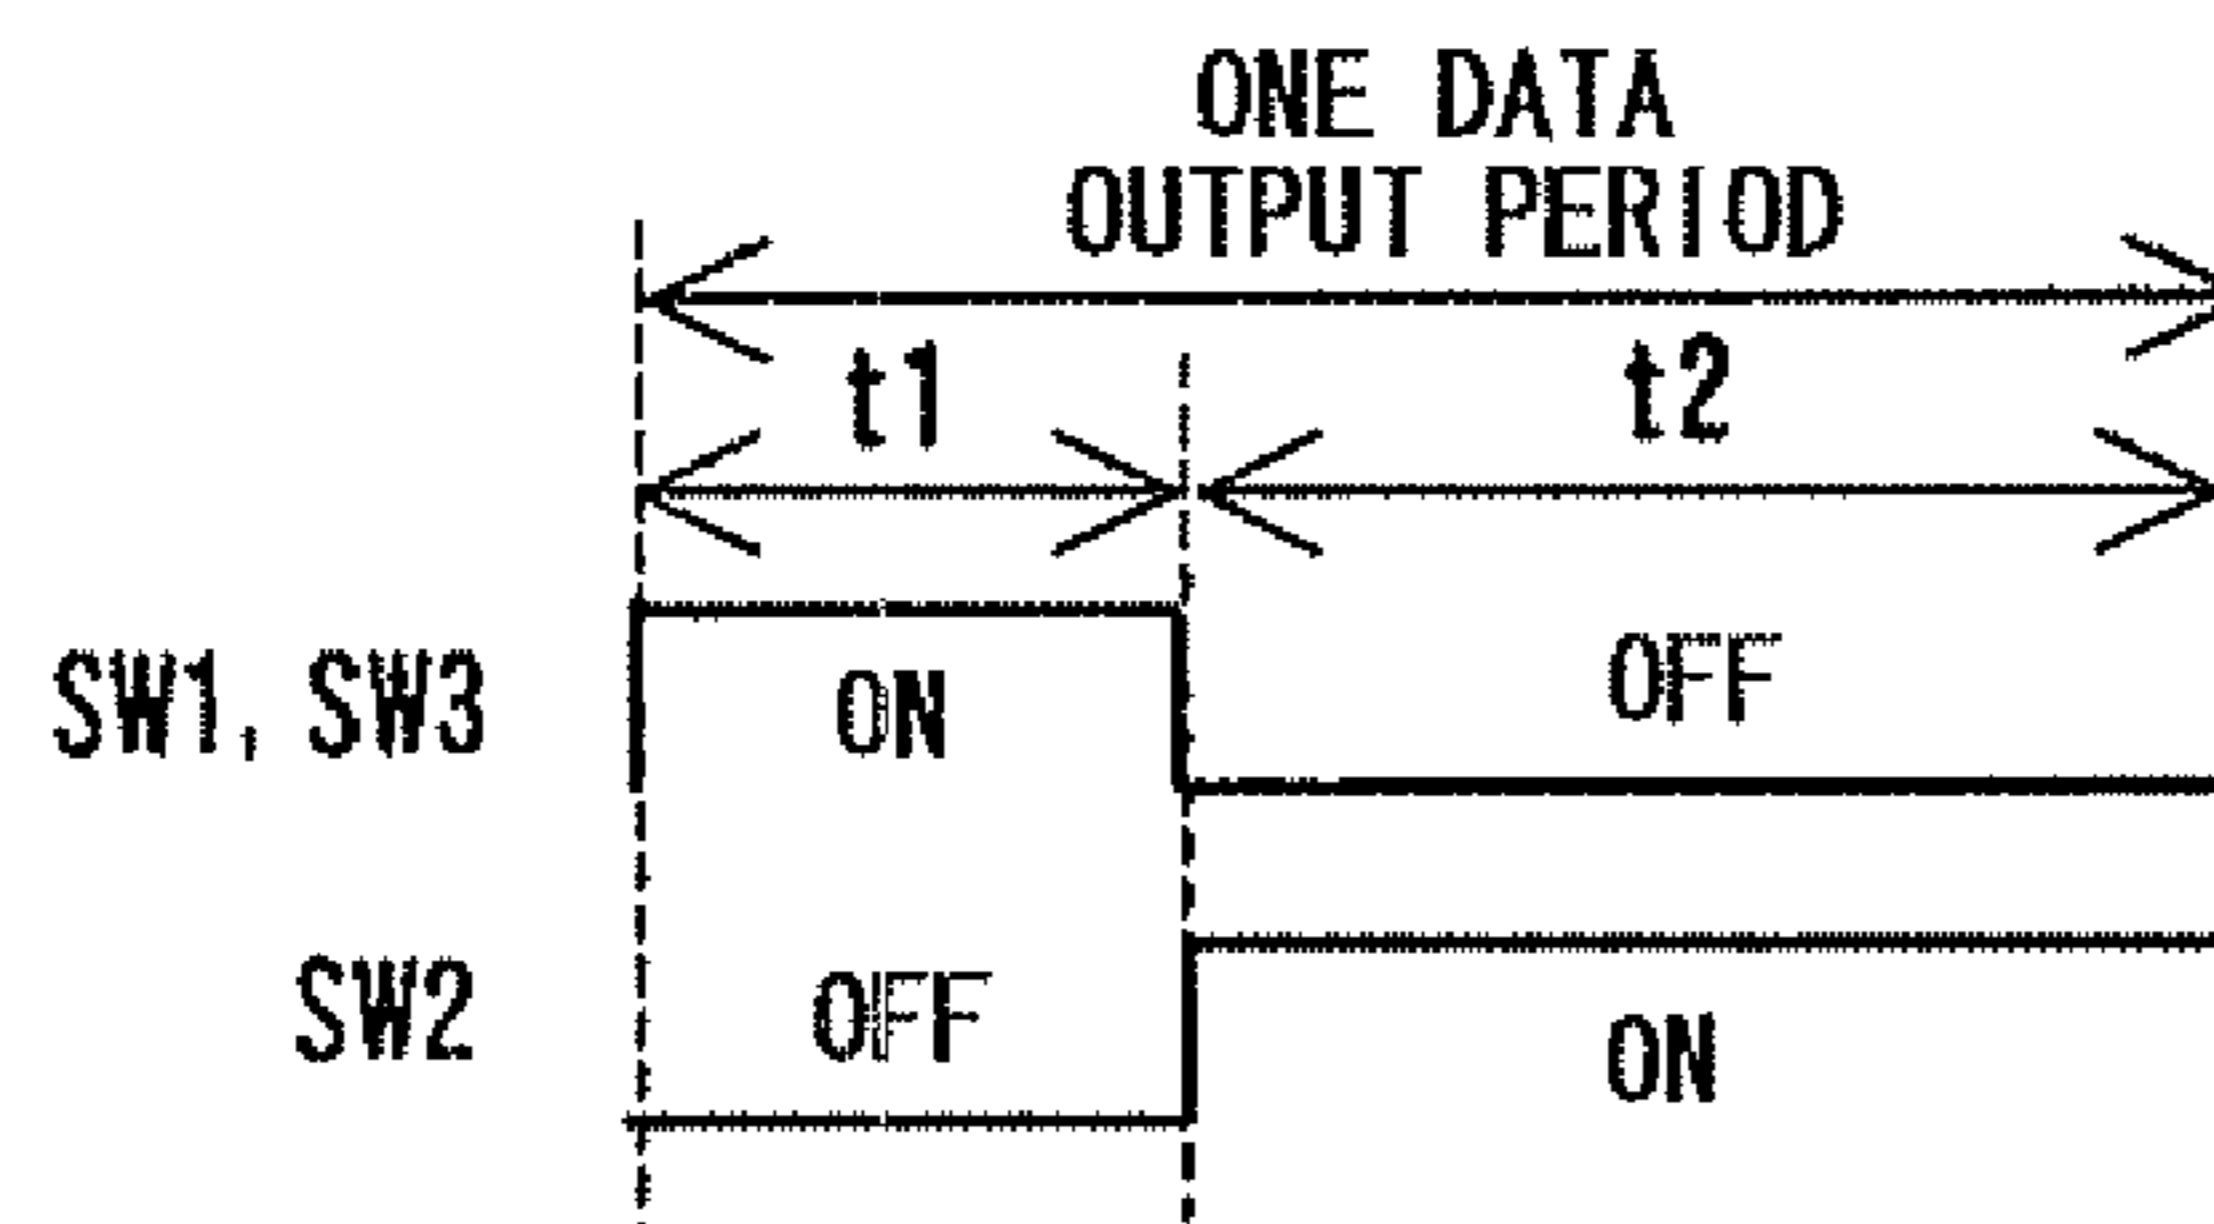 ONE DATA
OUTPUT PERIOD
t1 t2
SW1, SW3 ON OFF
SW2 OFF ON